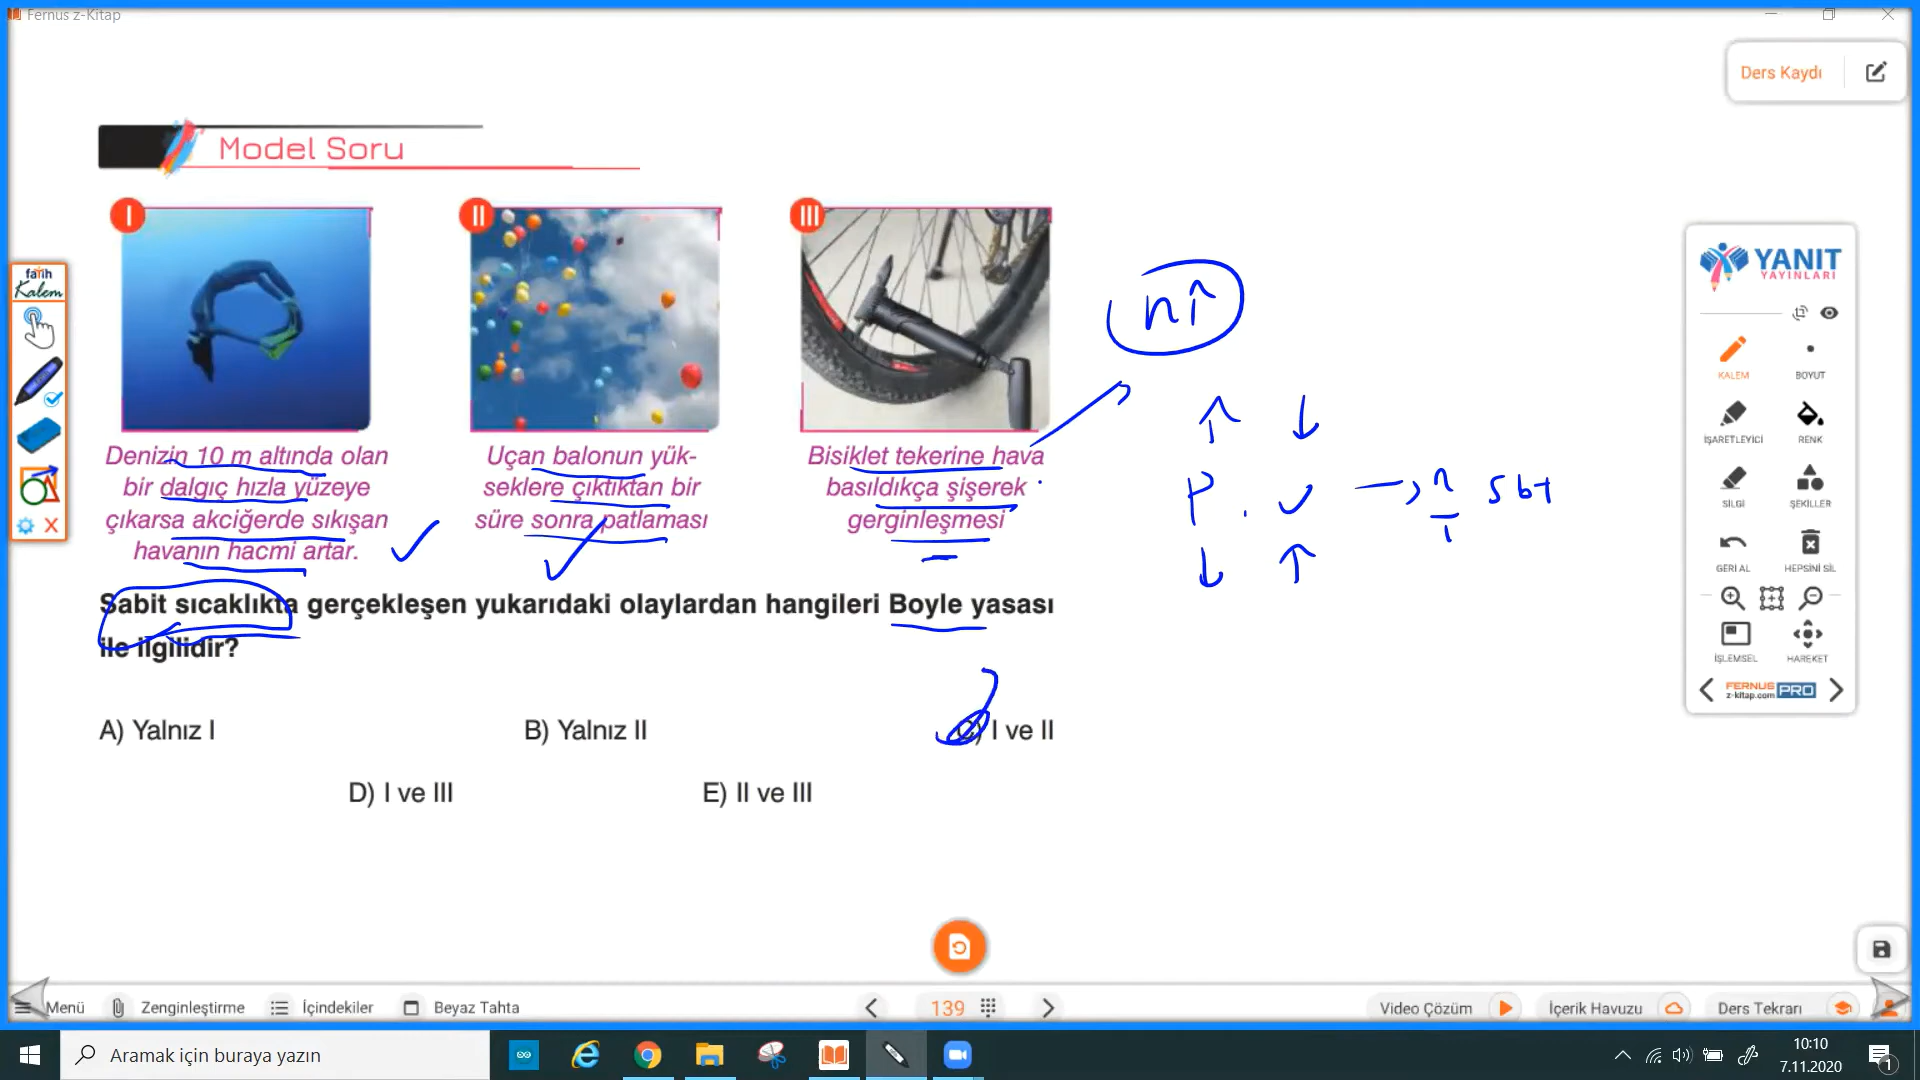 Fernus z-Kitap
Ders Kaydı
Model Soru
I
II
III
Denizin 10 m altında olan
bir dalgıç hızla yüzeye
çıkarsa akciğerde sıkışan
havanın hacmi artar.
Uçan balonun yük-
seklere çıktıktan bir
süre sonra patlaması
Bisiklet tekerine hava
basıldıkça şişerek
gerginleşmesi
n↑
↑ ↓
P . V → n sbt
T
↓ ↑
Sabit sıcaklıkta gerçekleşen yukarıdaki olaylardan hangileri Boyle yasası
ile ilgilidir?
A) Yalnız I
B) Yalnız II
C) I ve II
D) I ve III
E) II ve III
fatih
Kalem
YANIT
YAYINLARI
KALEM
BOYUT
İŞARETLEYİCİ
RENK
SİLGİ
ŞEKİLLER
GERİ AL
HEPSİNİ SİL
İŞLEMSEL
HAREKET
FERNUS
z-kitap.com PRO
Menü
Zenginleştirme
İçindekiler
Beyaz Tahta
139
Video Çözüm
İçerik Havuzu
Ders Tekrarı
Aramak için buraya yazın
10:10
7.11.2020
1